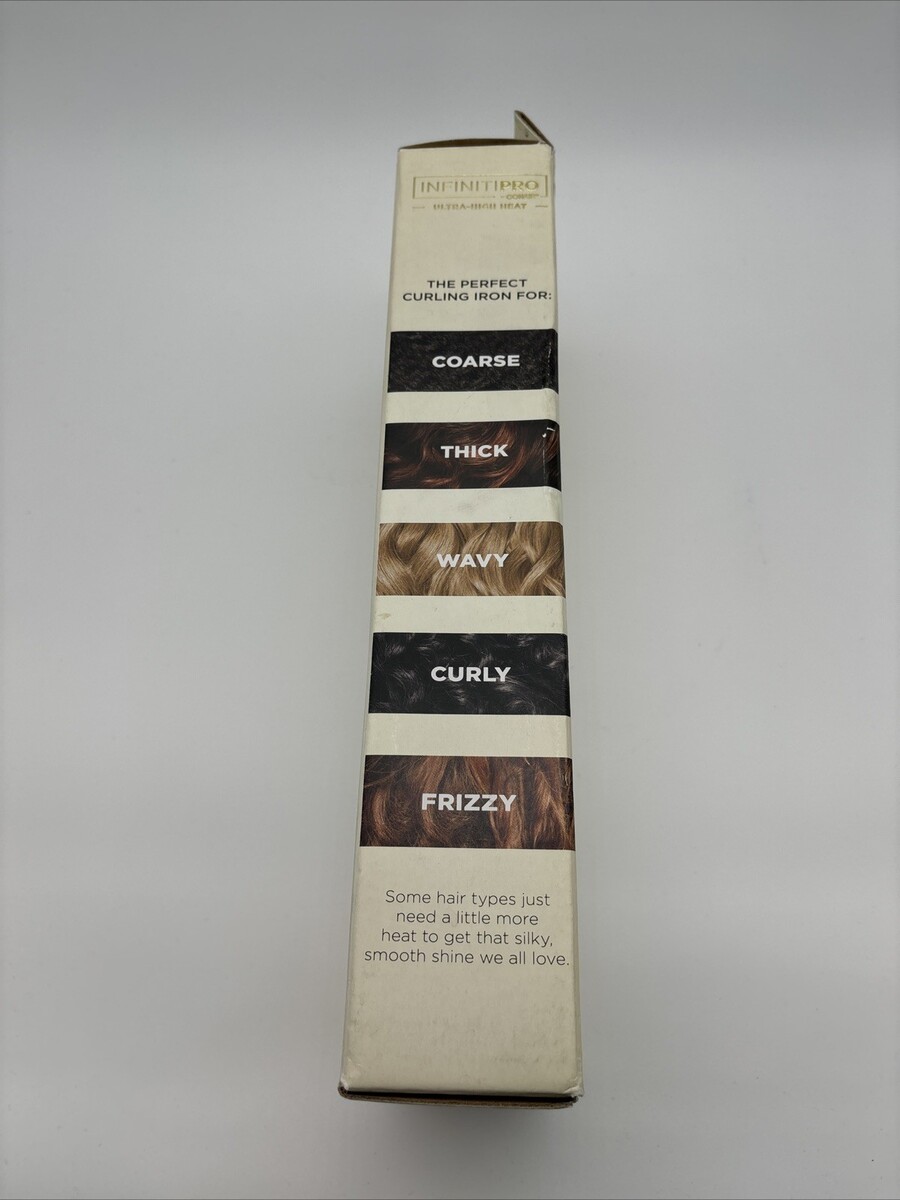 INFINITIPRO
CONAIR
ULTRA-HIGH HEAT
THE PERFECT
CURLING IRON FOR:
COARSE
THICK
WAVY
CURLY
FRIZZY
Some hair types just
need a little more
heat to get that silky,
smooth shine we all love.